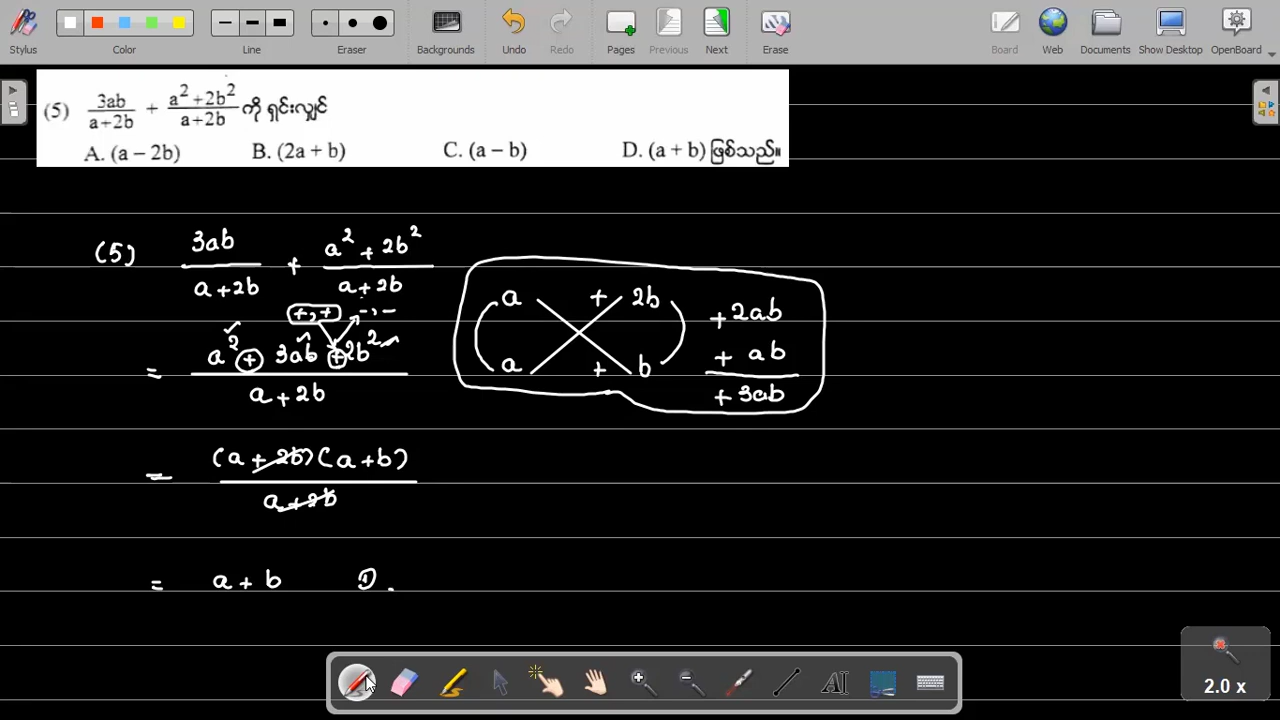 Stylus Color Line Eraser Backgrounds Undo Redo Pages Previous Next Erase Board Web Documents Show Desktop OpenBoard
(5) 3ab/a+2b + a² + 2b²/a+2b ကို ရှင်းလျှင်
A. (a – 2b) B. (2a + b) C. (a – b) D. (a + b) ဖြစ်သည်။
(5) 3ab/a+2b + a² + 2b²/a+2b
+,+ -,-
= a² + 3ab + 2b²/a + 2b
a + 2b +2ab
a + b + ab
+ 3ab
= (a + 2b)(a+b)/a+2b
= a + b D.
2.0 x